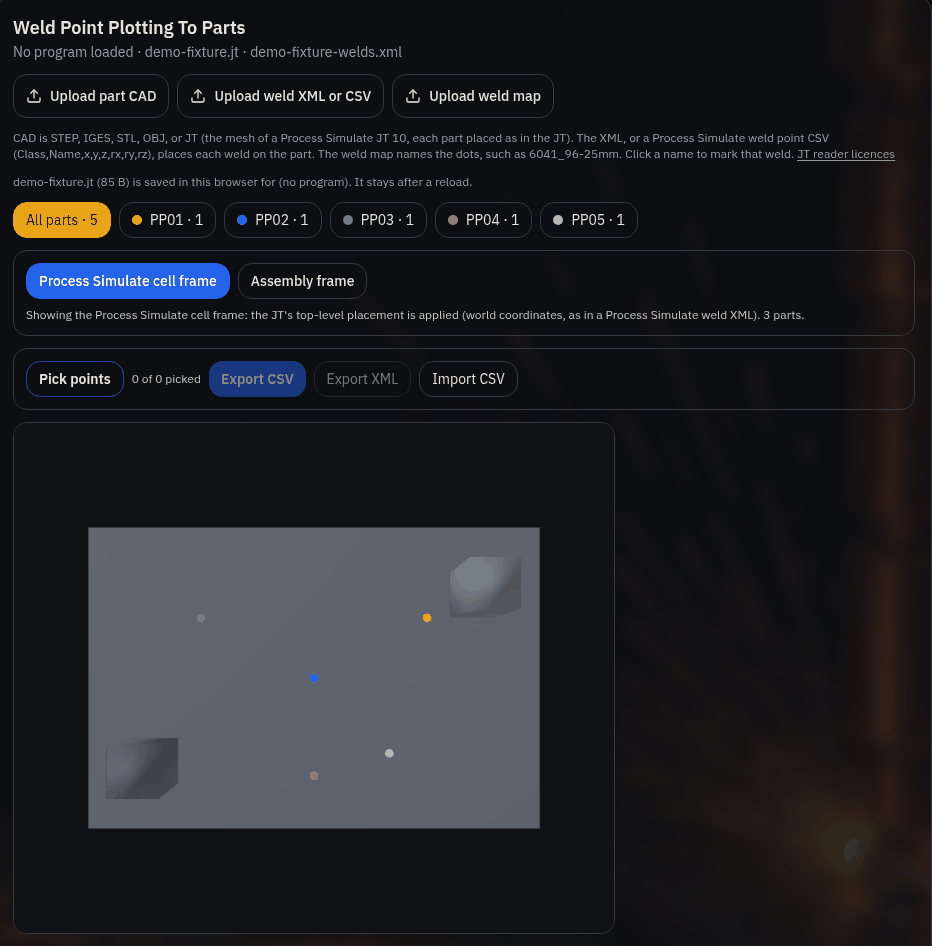 Weld Point Plotting To Parts
No program loaded · demo-fixture.jt · demo-fixture-welds.xml
Upload part CAD
Upload weld XML or CSV
Upload weld map
CAD is STEP, IGES, STL, OBJ, or JT (the mesh of a Process Simulate JT 10, each part placed as in the JT). The XML, or a Process Simulate weld point CSV
(Class,Name,x,y,z,rx,ry,rz), places each weld on the part. The weld map names the dots, such as 6041_96-25mm. Click a name to mark that weld. JT reader licences
demo-fixture.jt (85 B) is saved in this browser for (no program). It stays after a reload.
All parts · 5
PP01 · 1
PP02 · 1
PP03 · 1
PP04 · 1
PP05 · 1
Process Simulate cell frame
Assembly frame
Showing the Process Simulate cell frame: the JT's top-level placement is applied (world coordinates, as in a Process Simulate weld XML). 3 parts.
Pick points
0 of 0 picked
Export CSV
Export XML
Import CSV